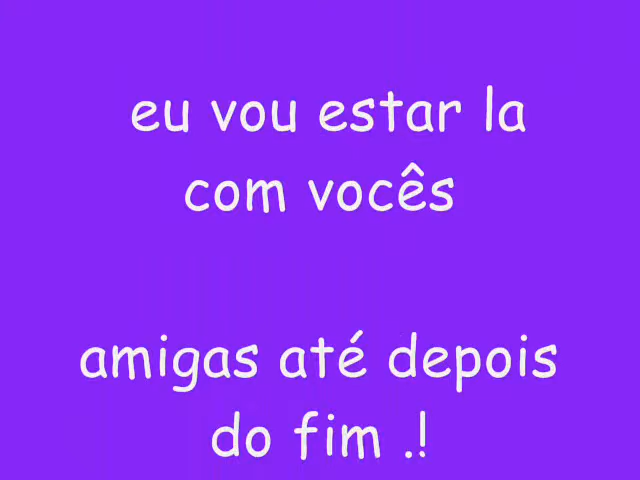 eu vou estar la
com vocês
amigas até depois
do fim .!